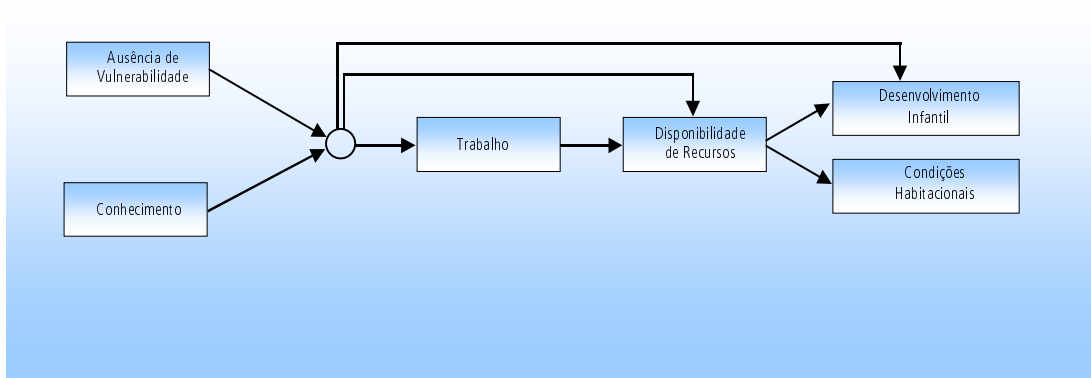 Ausência de
Vulnerabilidade
Conhecimento
Trabalho
Disponibilidade
de Recursos
Desenvolvimento
Infantil
Condições
Habitacionais